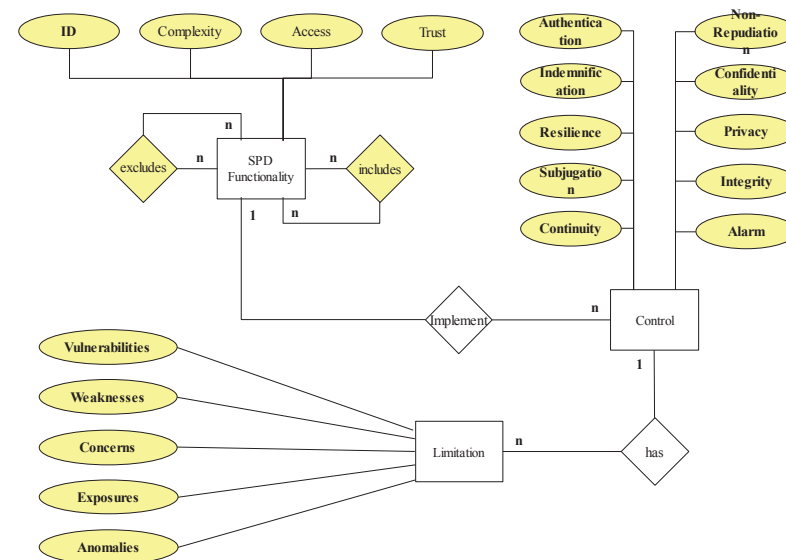 ID
Complexity
Access
Trust
Authentica
tion
Non-
Repudiatio
n
Indemnific
ation
Confidenti
ality
Resilience
Privacy
Subjugatio
n
Integrity
Continuity
Alarm
n
excludes
n
SPD
Functionality
n
includes
n
1
Implement
n
Control
1
Vulnerabilities
Weaknesses
Concerns
Exposures
Anomalies
Limitation
n
has